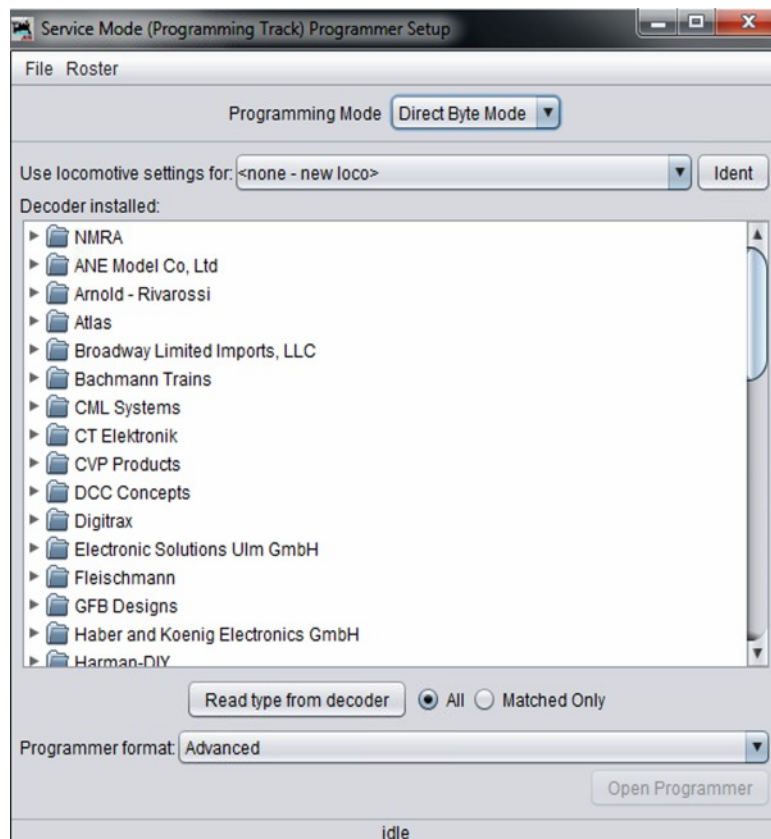 Service Mode (Programming Track) Programmer Setup
File Roster
Programming Mode Direct Byte Mode
Use locomotive settings for: <none - new loco> Ident
Decoder installed:
NMRA
ANE Model Co, Ltd
Arnold - Rivarossi
Atlas
Broadway Limited Imports, LLC
Bachmann Trains
CML Systems
CT Elektronik
CVP Products
DCC Concepts
Digitrax
Electronic Solutions Ulm GmbH
Fleischmann
GFB Designs
Haber and Koenig Electronics GmbH
Harman-DIY
Read type from decoder All Matched Only
Programmer format: Advanced
Open Programmer
idle